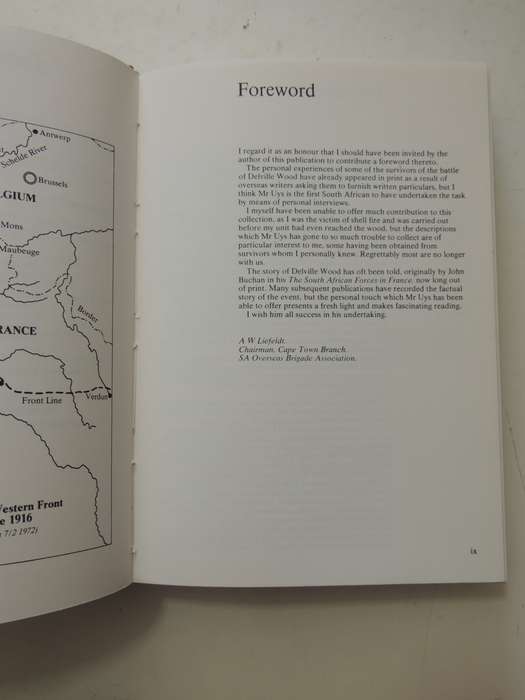 Antwerp
Schelde River
Brussels
LGIUM
Mons
Maubeuge
Border
RANCE
Front Line
Verdun
Western Front
e 1916
7/2 1972)
Foreword
I regard it as an honour that I should have been invited by the
author of this publication to contribute a foreword thereto.
The personal experiences of some of the survivors of the battle
of Delville Wood have already appeared in print as a result of
overseas writers asking them to furnish written particulars, but I
think Mr Uys is the first South African to have undertaken the task
by means of personal interviews.
I myself have been unable to offer much contribution to this
collection, as I was the victim of shell fire and was carried out
before my unit had even reached the wood, but the descriptions
which Mr Uys has gone to so much trouble to collect are of
particular interest to me, some having been obtained from
survivors whom I personally knew. Regrettably most are no longer
with us.
The story of Delville Wood has oft been told, originally by John
Buchan in his The South African Forces in France, now long out
of print. Many subsequent publications have recorded the factual
story of the event, but the personal touch which Mr Uys has been
able to offer presents a fresh light and makes fascinating reading.
I wish him all success in his undertaking.
A W Liefeldt.
Chairman, Cape Town Branch.
SA Overseas Brigade Association.
ix